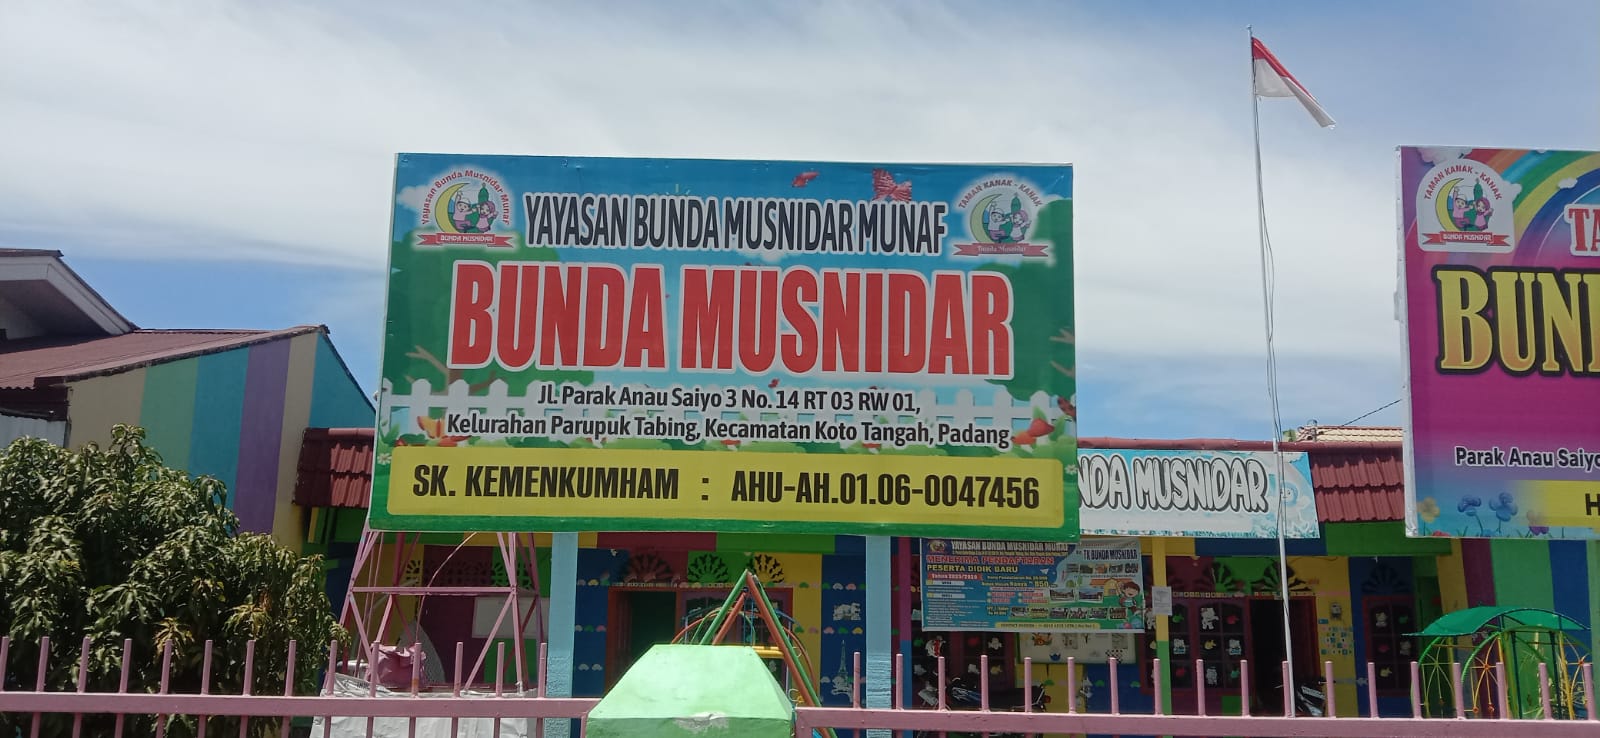 Yayasan Bunda Musnidar Munaf
BUNDA MUSNIDAR
YAYASAN BUNDA MUSNIDAR MUNAF
TAMAN KANAK - KANAK
Bunda Musnidar
BUNDA MUSNIDAR
Jl. Parak Anau Saiyo 3 No. 14 RT 03 RW 01,
Kelurahan Parupuk Tabing, Kecamatan Koto Tangah, Padang
SK. KEMENKUMHAM : AHU-AH.01.06-0047456
TAMAN KANAK - KANAK
BUNDA MUSNIDAR
TA
BUN
Parak Anau Saiyo
H
NDA MUSNIDAR
YAYASAN BUNDA MUSNIDAR MUNAF
TK BUNDA MUSNIDAR
MENERIMA PENDAFTARAN
PESERTA DIDIK BARU